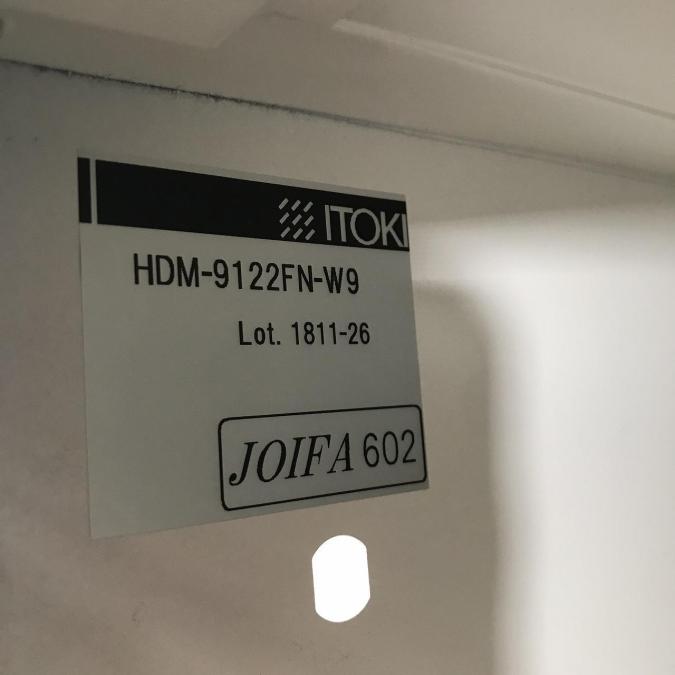 ITOKI
HDM-9122FN-W9
Lot. 1811-26
JOIFA 602